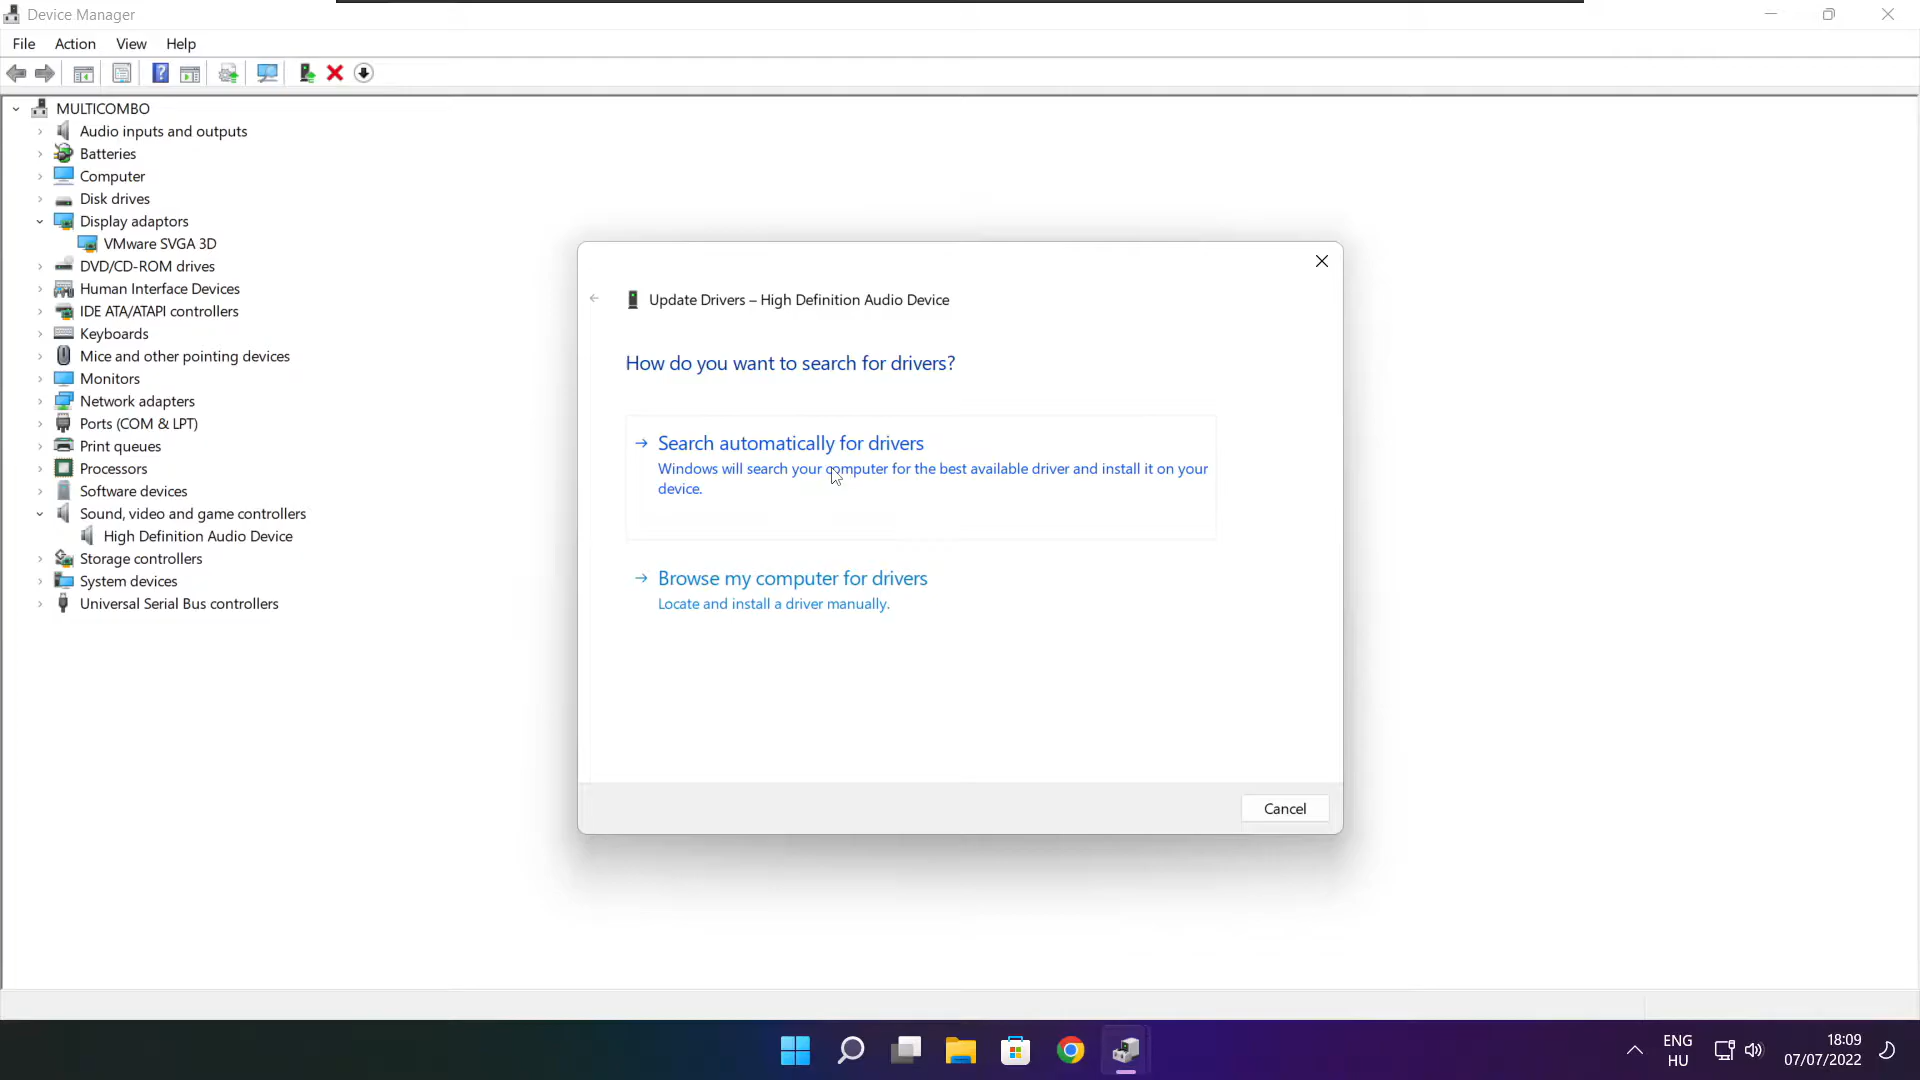 Device Manager
File Action View Help
MULTICOMBO
Audio inputs and outputs
Batteries
Computer
Disk drives
Display adaptors
VMware SVGA 3D
DVD/CD-ROM drives
Human Interface Devices
IDE ATA/ATAPI controllers
Keyboards
Mice and other pointing devices
Monitors
Network adapters
Ports (COM & LPT)
Print queues
Processors
Software devices
Sound, video and game controllers
High Definition Audio Device
Storage controllers
System devices
Universal Serial Bus controllers
Update Drivers – High Definition Audio Device
How do you want to search for drivers?
Search automatically for drivers
Windows will search your computer for the best available driver and install it on your
device.
Browse my computer for drivers
Locate and install a driver manually.
Cancel
ENG
HU
18:09
07/07/2022